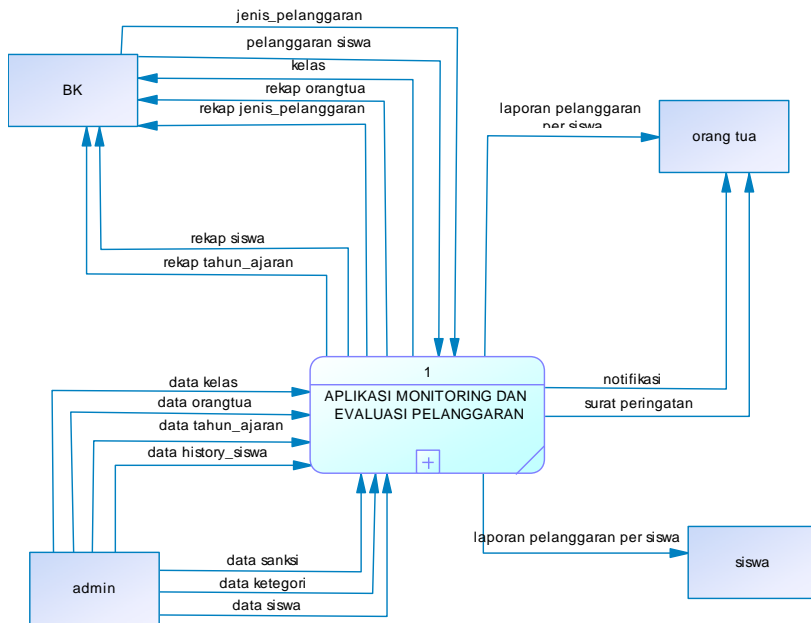 jenis_pelanggaran
pelanggaran siswa
kelas
rekap orangtua
rekap jenis_pelanggaran
BK
laporan pelanggaran
per siswa
orang tua
rekap siswa
rekap tahun_ajaran
1
APLIKASI MONITORING DAN
EVALUASI PELANGGARAN
notifikasi
surat peringatan
data kelas
data orangtua
data tahun_ajaran
data history_siswa
laporan pelanggaran per siswa
siswa
admin
data sanksi
data ketegori
data siswa